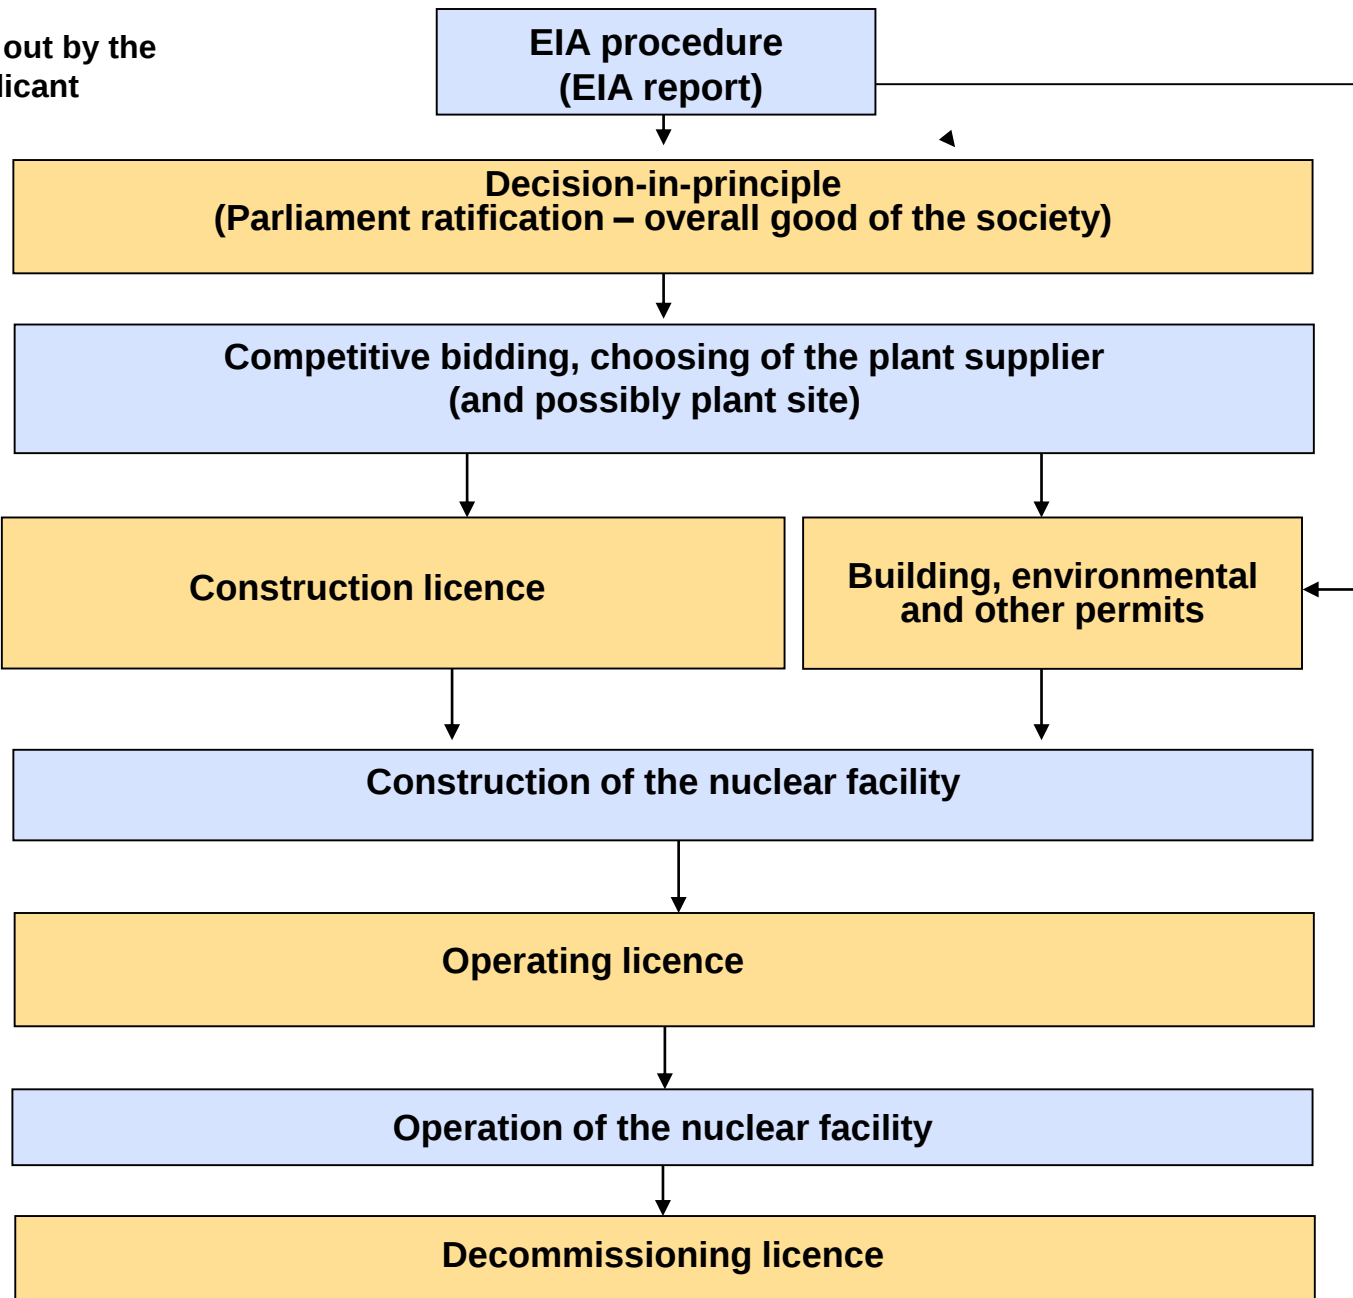 out by the
licant
EIA procedure
(EIA report)
Decision-in-principle
(Parliament ratification – overall good of the society)
Competitive bidding, choosing of the plant supplier
(and possibly plant site)
Construction licence
Building, environmental
and other permits
Construction of the nuclear facility
Operating licence
Operation of the nuclear facility
Decommissioning licence